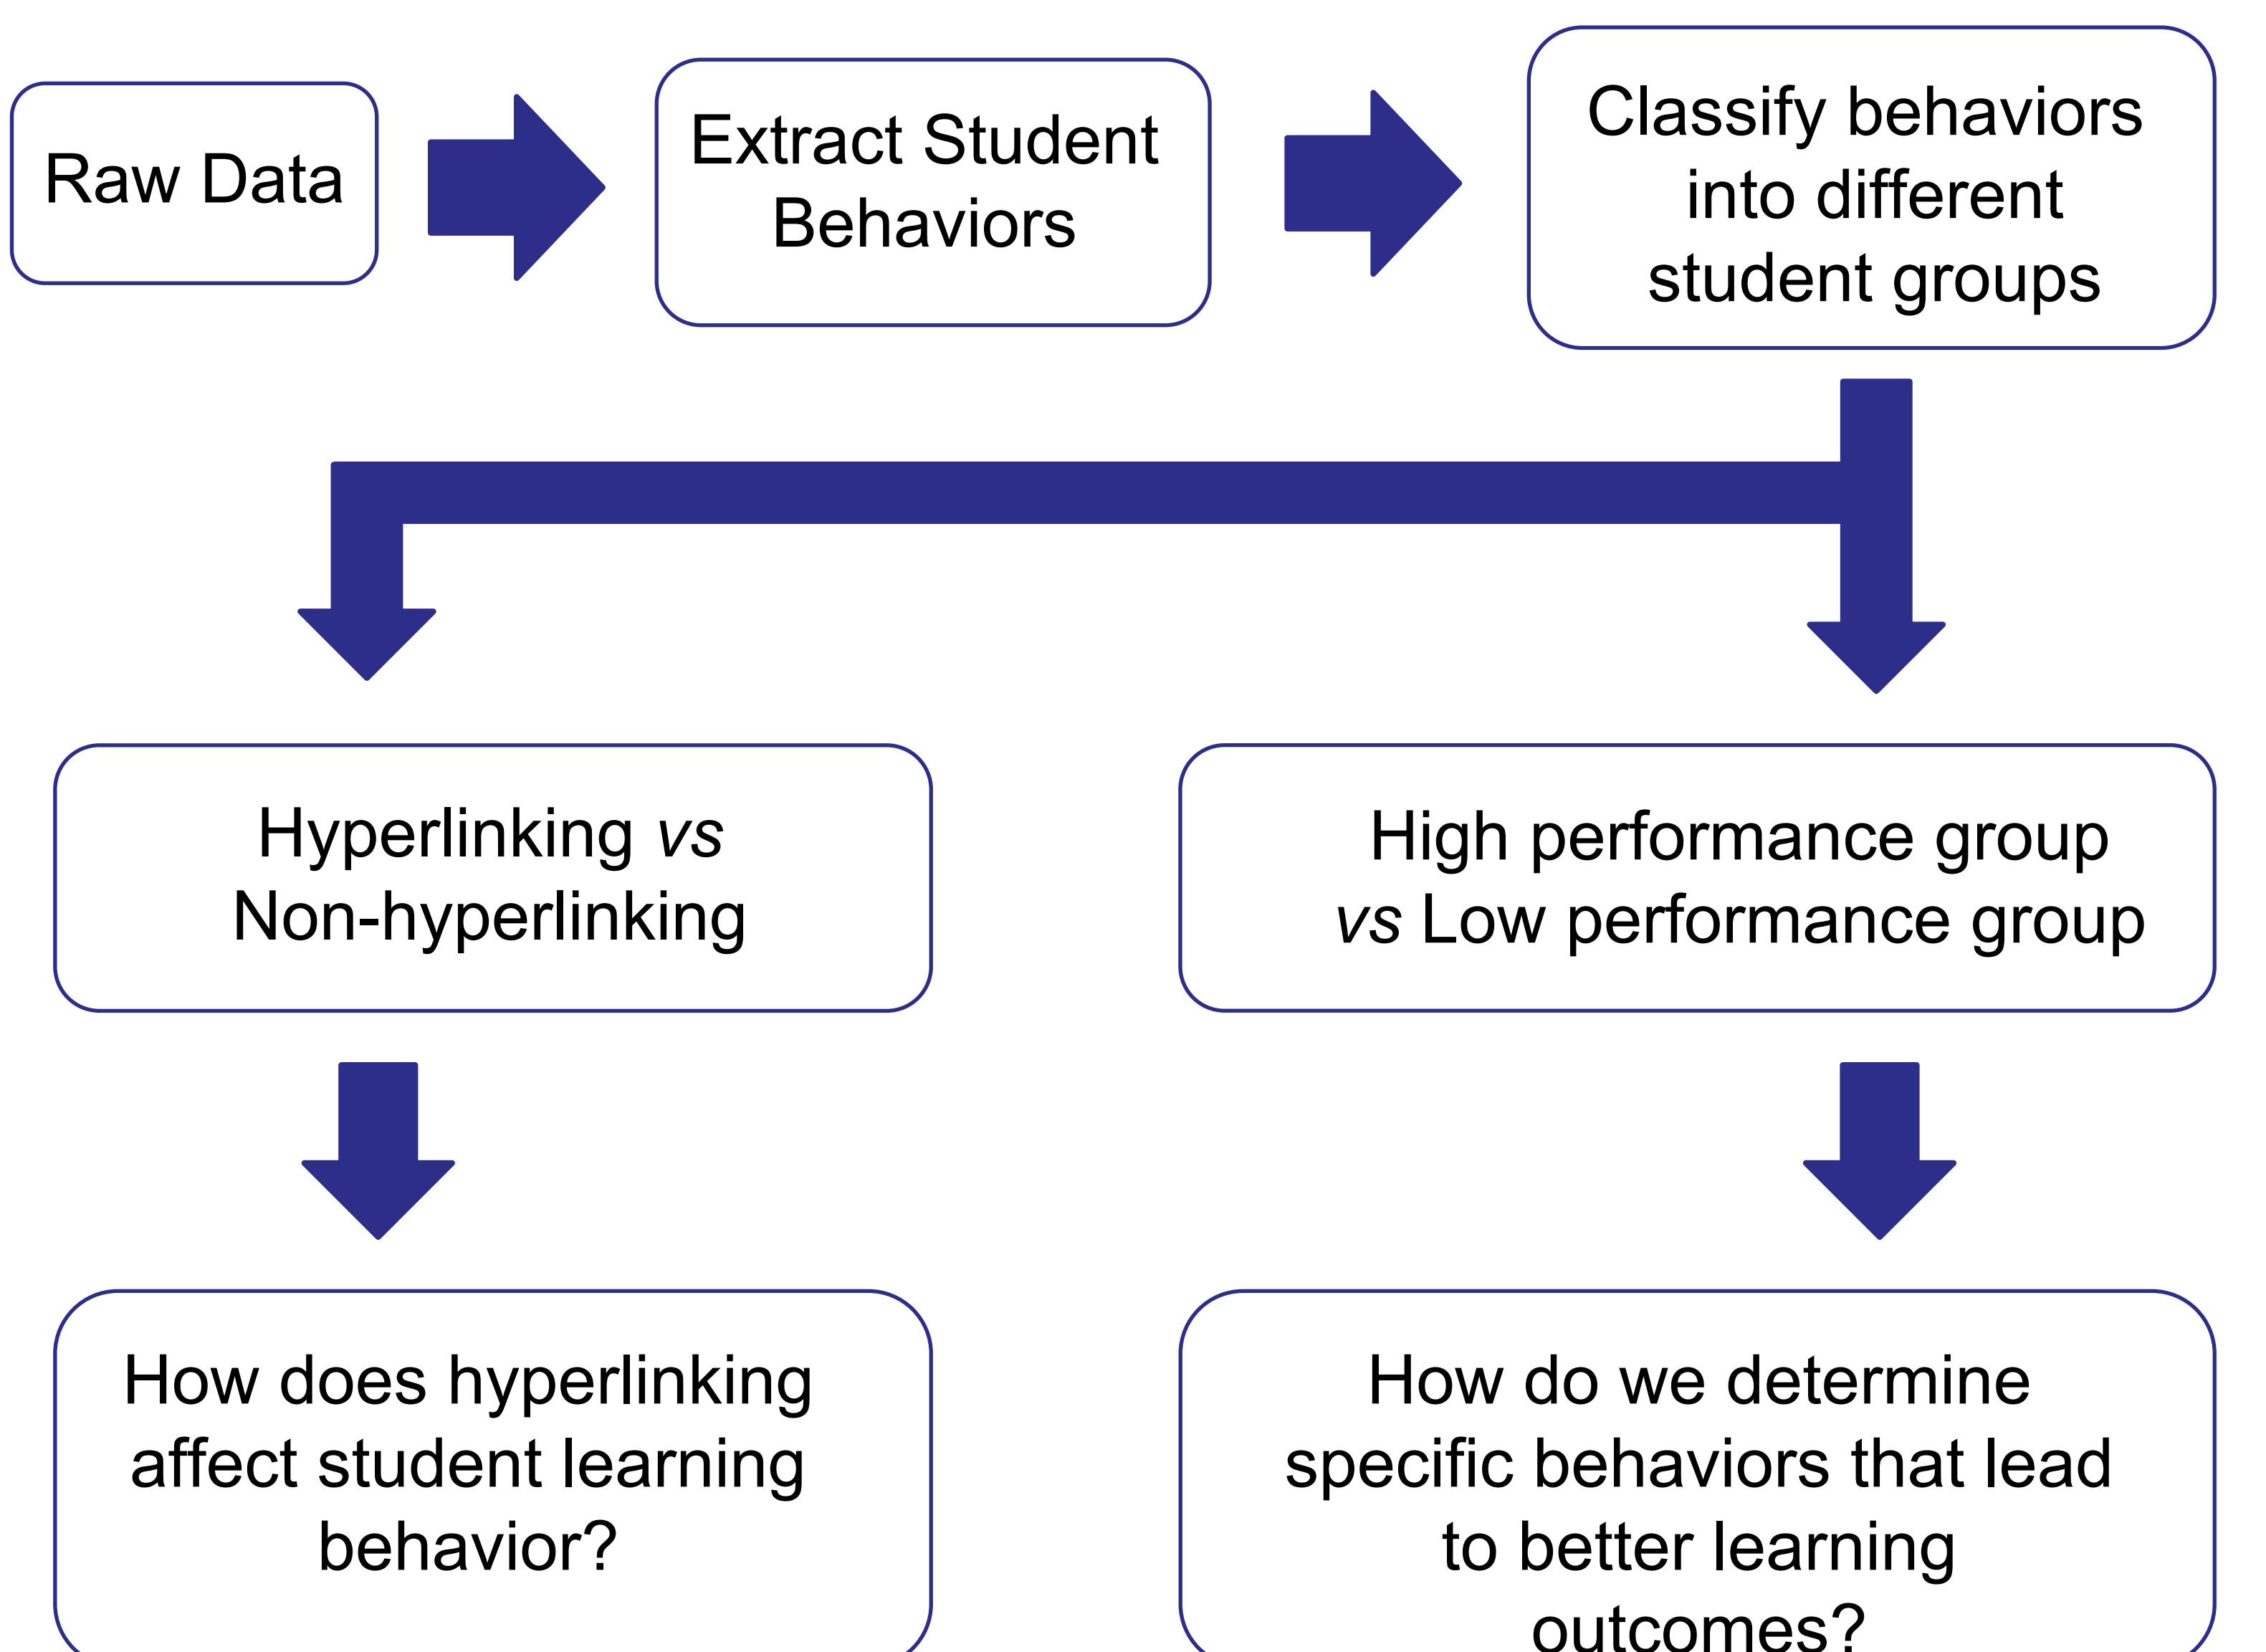 Raw Data
Extract Student
Behaviors
Classify behaviors
into different
student groups
Hyperlinking vs
Non-hyperlinking
High performance group
vs Low performance group
How does hyperlinking
affect student learning
behavior?
How do we determine
specific behaviors that lead
to better learning
outcomes?